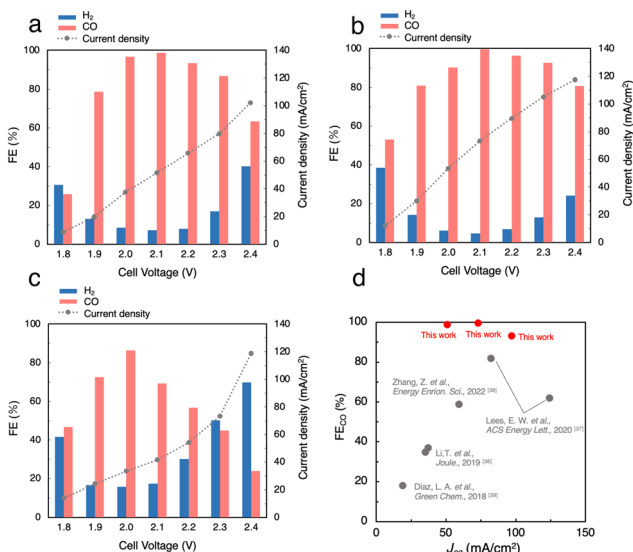 a
H₂
CO
Current density
100
80
60
40
20
0
FE (%)
140
120
100
80
60
40
20
0
Current density (mA/cm²)
1.8 1.9 2.0 2.1 2.2 2.3 2.4
Cell Voltage (V)
b
H₂
CO
Current density
100
80
60
40
20
0
FE (%)
140
120
100
80
60
40
20
0
Current density (mA/cm²)
1.8 1.9 2.0 2.1 2.2 2.3 2.4
Cell Voltage (V)
c
H₂
CO
Current density
100
80
60
40
20
0
FE (%)
140
120
100
80
60
40
20
0
Current density (mA/cm²)
1.8 1.9 2.0 2.1 2.2 2.3 2.4
Cell Voltage (V)
d
100
80
60
40
20
0
FE_CO (%)
This work
This work
This work
Zhang, Z. et al.,
Energy Enrion. Sci., 2022 [38]
Lees, E. W. et al.,
ACS Energy Lett., 2020 [37]
Li,T. et al.,
Joule., 2019 [36]
Diaz, L. A. et al.,
Green Chem., 2018 [39]
0 50 100 150
J_CO (mA/cm²)